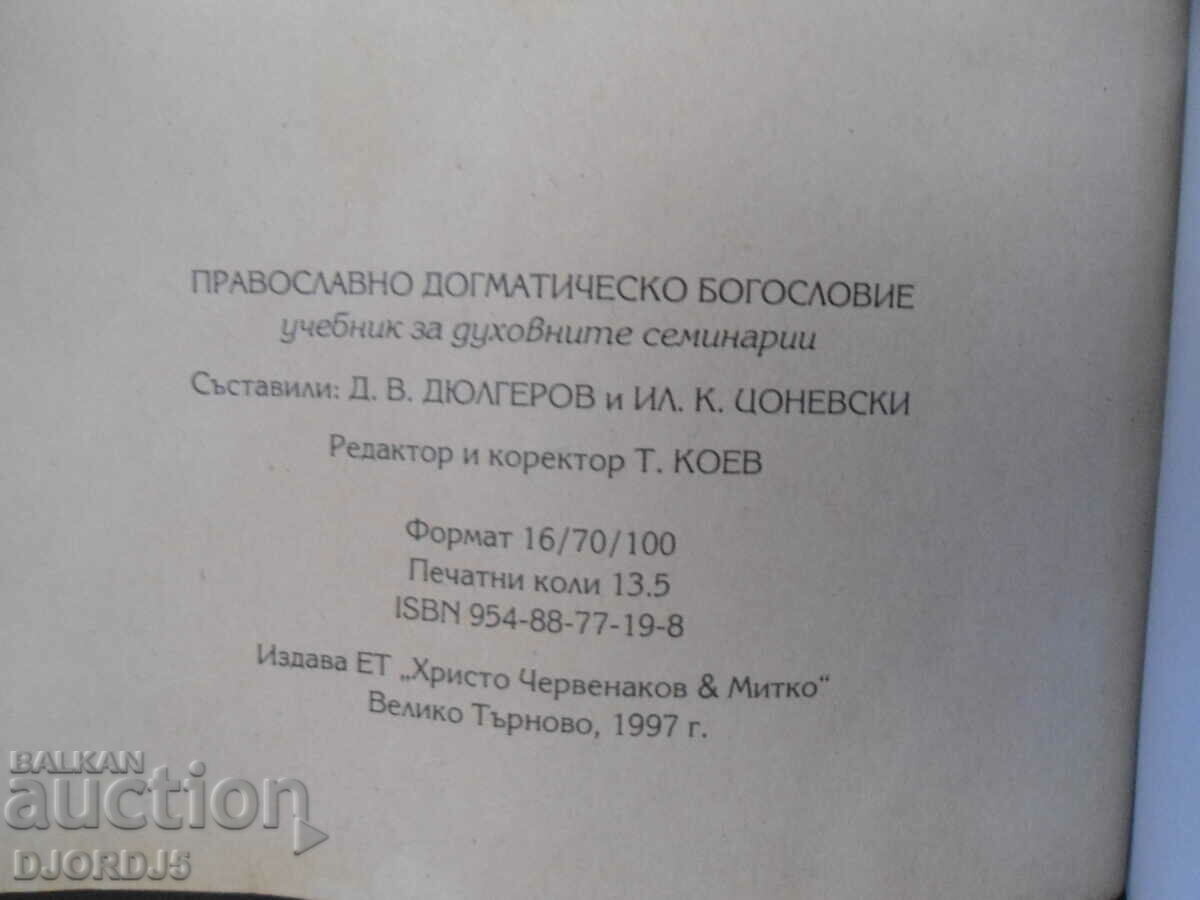 ПРАВОСЛАВНО ДОГМАТИЧЕСКО БОГОСЛОВИЕ
учебник за духовните семинарии
Съставили: Д. В. ДЮЛГЕРОВ и ИЛ. К. ЦОНЕВСКИ
Редактор и коректор Т. КОЕВ
Формат 16/70/100
Печатни коли 13.5
ISBN 954-88-77-19-8
Издава ЕТ „Христо Червенаков & Митко“
Велико Търново, 1997 г.
BALKAN
auction
DJORDJ5